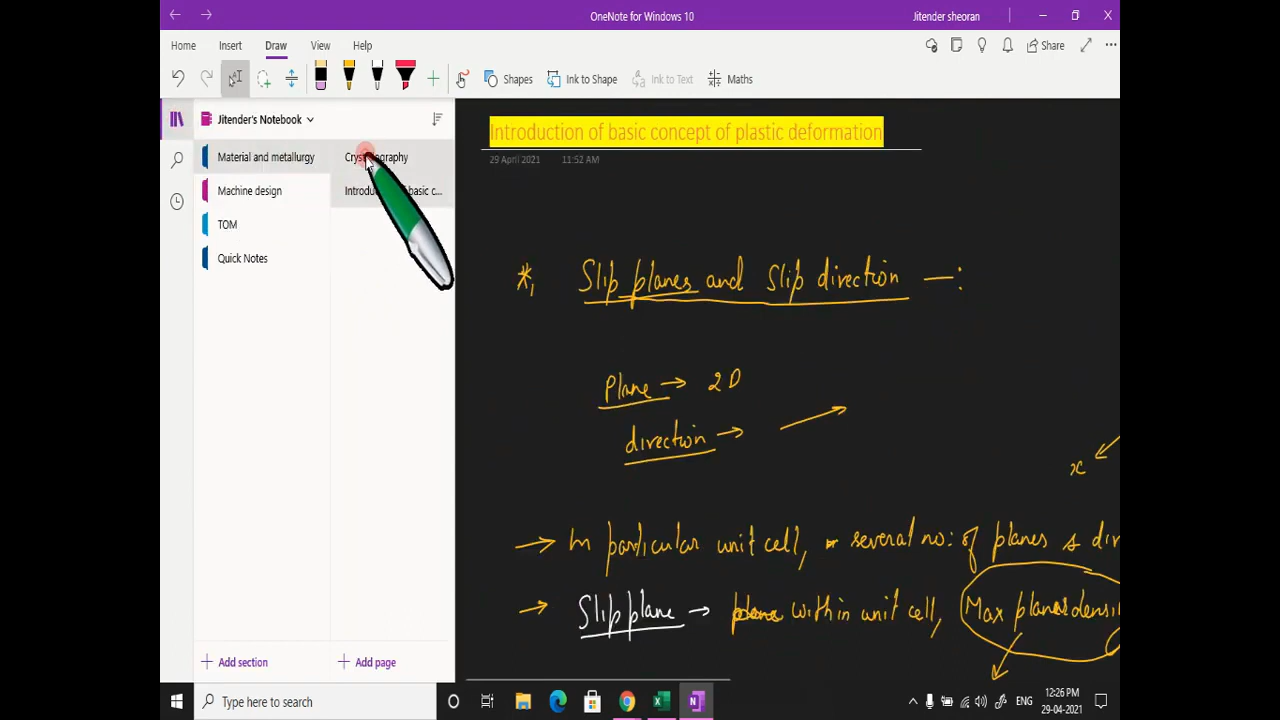 OneNote for Windows 10
Jitender sheoran
Home Insert Draw View Help
Share
Shapes Ink to Shape Ink to Text Maths
Jitender's Notebook
Material and metallurgy
Machine design
TOM
Quick Notes
basic c...
Add section
Add page
Introduction of basic concept of plastic deformation
29 April 2021 11:52 AM
*, Slip planes and Slip direction —:
Plane → 2D
direction →
x
→ In particular unit cell, several no: of planes & dir
→ Slip plane → plane within unit cell, Max planar densi
Type here to search
ENG
12:26 PM
29-04-2021